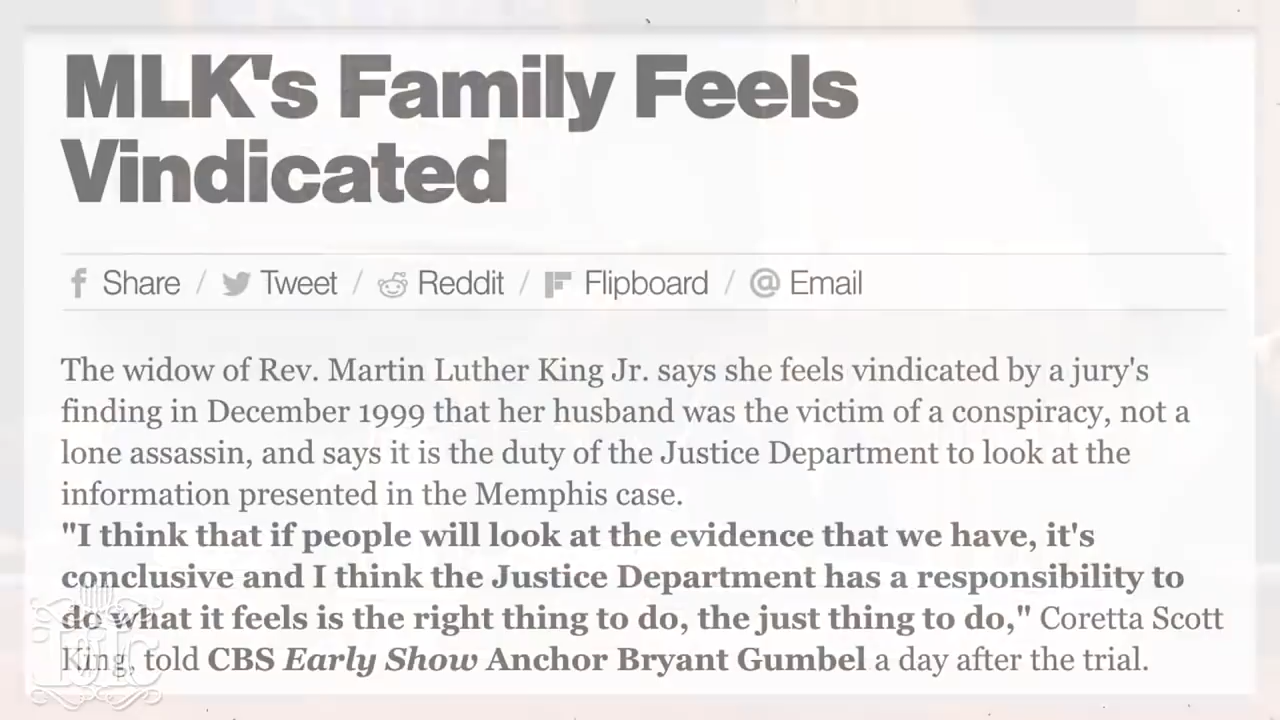 MLK's Family Feels
Vindicated
Share / Tweet / Reddit / Flipboard / Email
The widow of Rev. Martin Luther King Jr. says she feels vindicated by a jury's
finding in December 1999 that her husband was the victim of a conspiracy, not a
lone assassin, and says it is the duty of the Justice Department to look at the
information presented in the Memphis case.
"I think that if people will look at the evidence that we have, it's
conclusive and I think the Justice Department has a responsibility to
do what it feels is the right thing to do, the just thing to do," Coretta Scott
King, told CBS Early Show Anchor Bryant Gumbel a day after the trial.